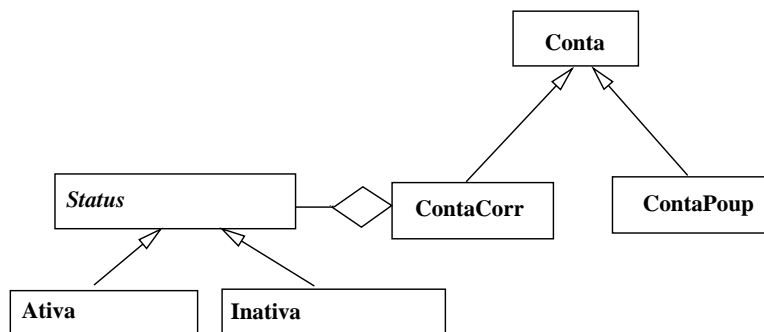 Conta
Status
ContaCorr
ContaPoup
Ativa
Inativa